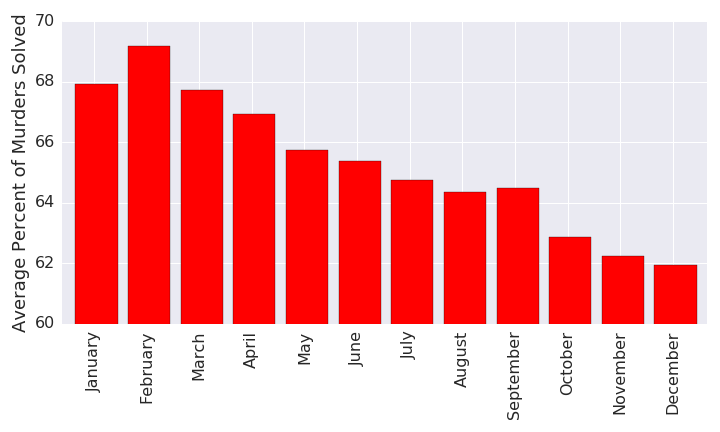 Average Percent of Murders Solved
70
68
66
64
62
60
January
February
March
April
May
June
July
August
September
October
November
December